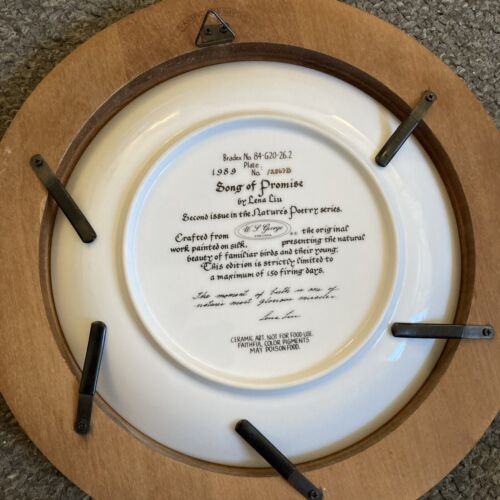 Bradex No. 84-G20-26.2
Plate
1989 No.
Song of Promise
by Lena Liu
Second issue in the Nature's Poetry series.
Crafted from W. S. George the original
work painted on silk, presenting the natural
beauty of familiar birds and their young.
This edition is strictly limited to
a maximum of 150 firing days.
The moment of birth is one of
natures most glorious miracles
Lena Liu
CERAMIC ART. NOT FOR FOOD USE.
FAITHFUL COLOR PIGMENTS
MAY POISON FOOD.